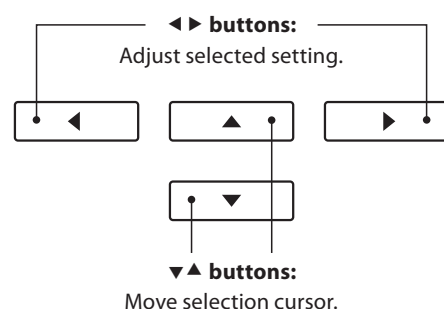 ◀ ▶ buttons:
Adjust selected setting.
▼ ▲ buttons:
Move selection cursor.